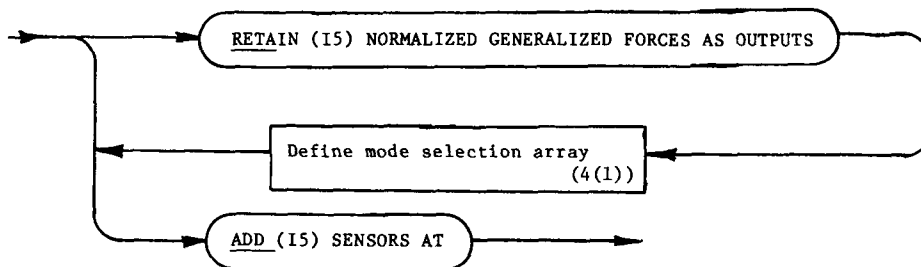 RETAIN (I5) NORMALIZED GENERALIZED FORCES AS OUTPUTS
Define mode selection array
(4(1))
ADD (I5) SENSORS AT